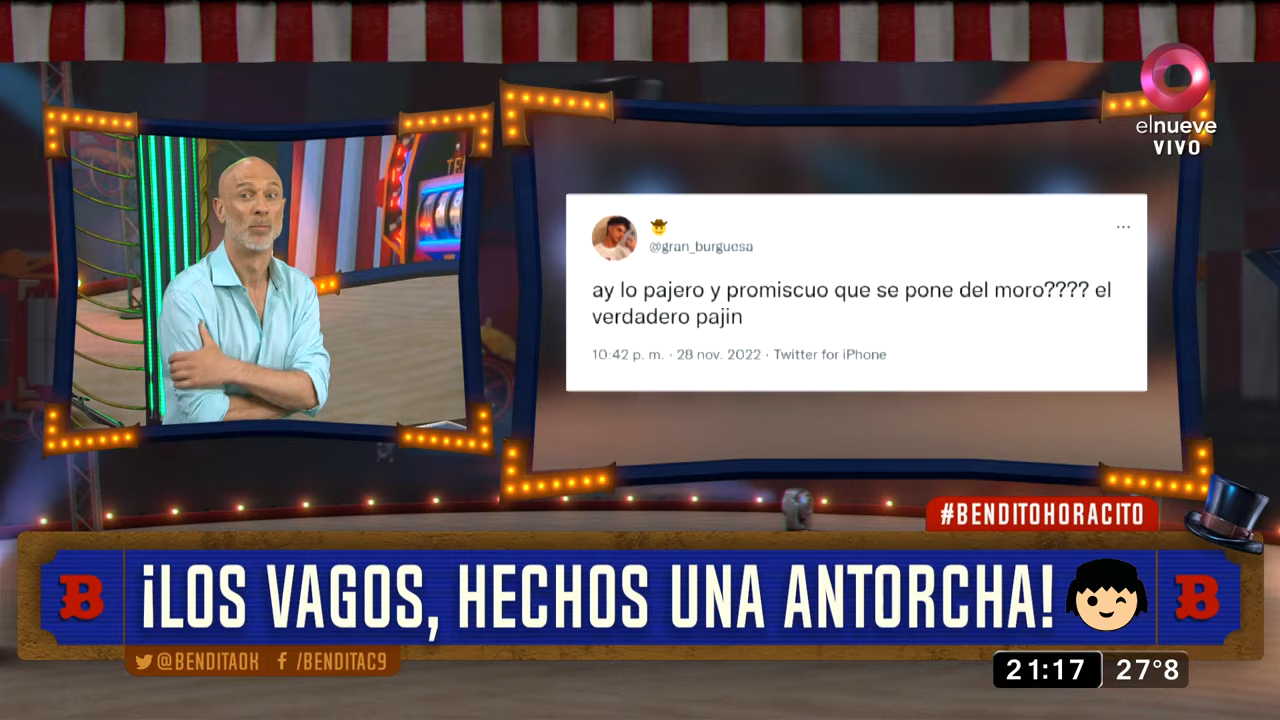 elnueve
VIVO
@gran_burguesa
ay lo pajero y promiscuo que se pone del moro???? el
verdadero pajin
10:42 p. m. · 28 nov. 2022 · Twitter for iPhone
#BENDITOHORACITO
B
¡LOS VAGOS, HECHOS UNA ANTORCHA!
B
@BENDITAOK
/BENDITAC9
21:17
27°8